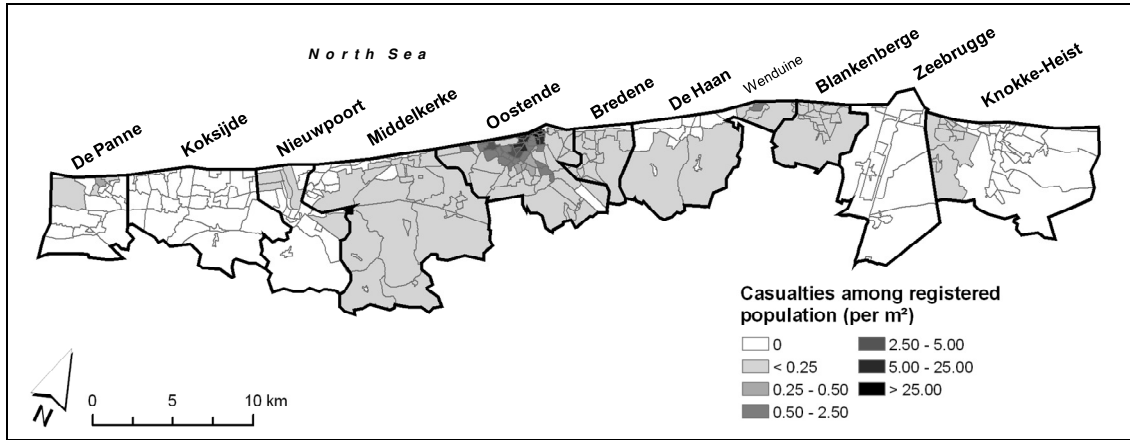 North Sea
De Panne
Koksijde
Nieuwpoort
Middelkerke
Oostende
Bredene
De Haan
Wenduine
Blankenberge
Zeebrugge
Knokke-Heist
Casualties among registered
population (per m²)
0
< 0.25
0.25 - 0.50
0.50 - 2.50
2.50 - 5.00
5.00 - 25.00
> 25.00
N
0 5 10 km